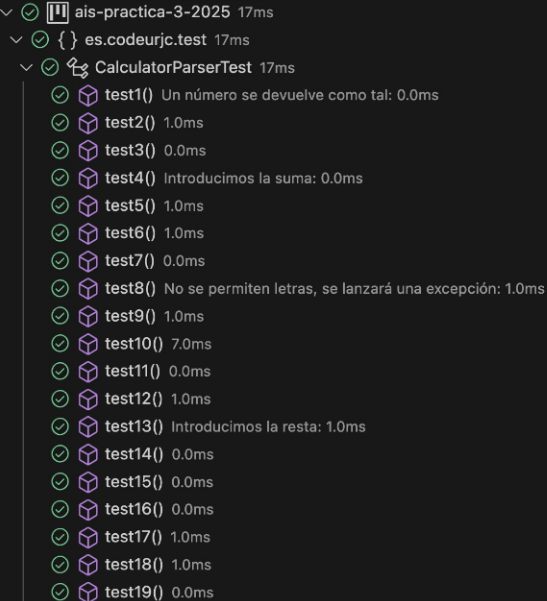 ais-practica-3-2025 17ms
{ } es.codeurjc.test 17ms
CalculatorParserTest 17ms
test1() Un número se devuelve como tal: 0.0ms
test2() 1.0ms
test3() 0.0ms
test4() Introducimos la suma: 0.0ms
test5() 1.0ms
test6() 1.0ms
test7() 0.0ms
test8() No se permiten letras, se lanzará una excepción: 1.0ms
test9() 1.0ms
test10() 7.0ms
test11() 0.0ms
test12() 1.0ms
test13() Introducimos la resta: 1.0ms
test14() 0.0ms
test15() 0.0ms
test16() 0.0ms
test17() 1.0ms
test18() 1.0ms
test19() 0.0ms